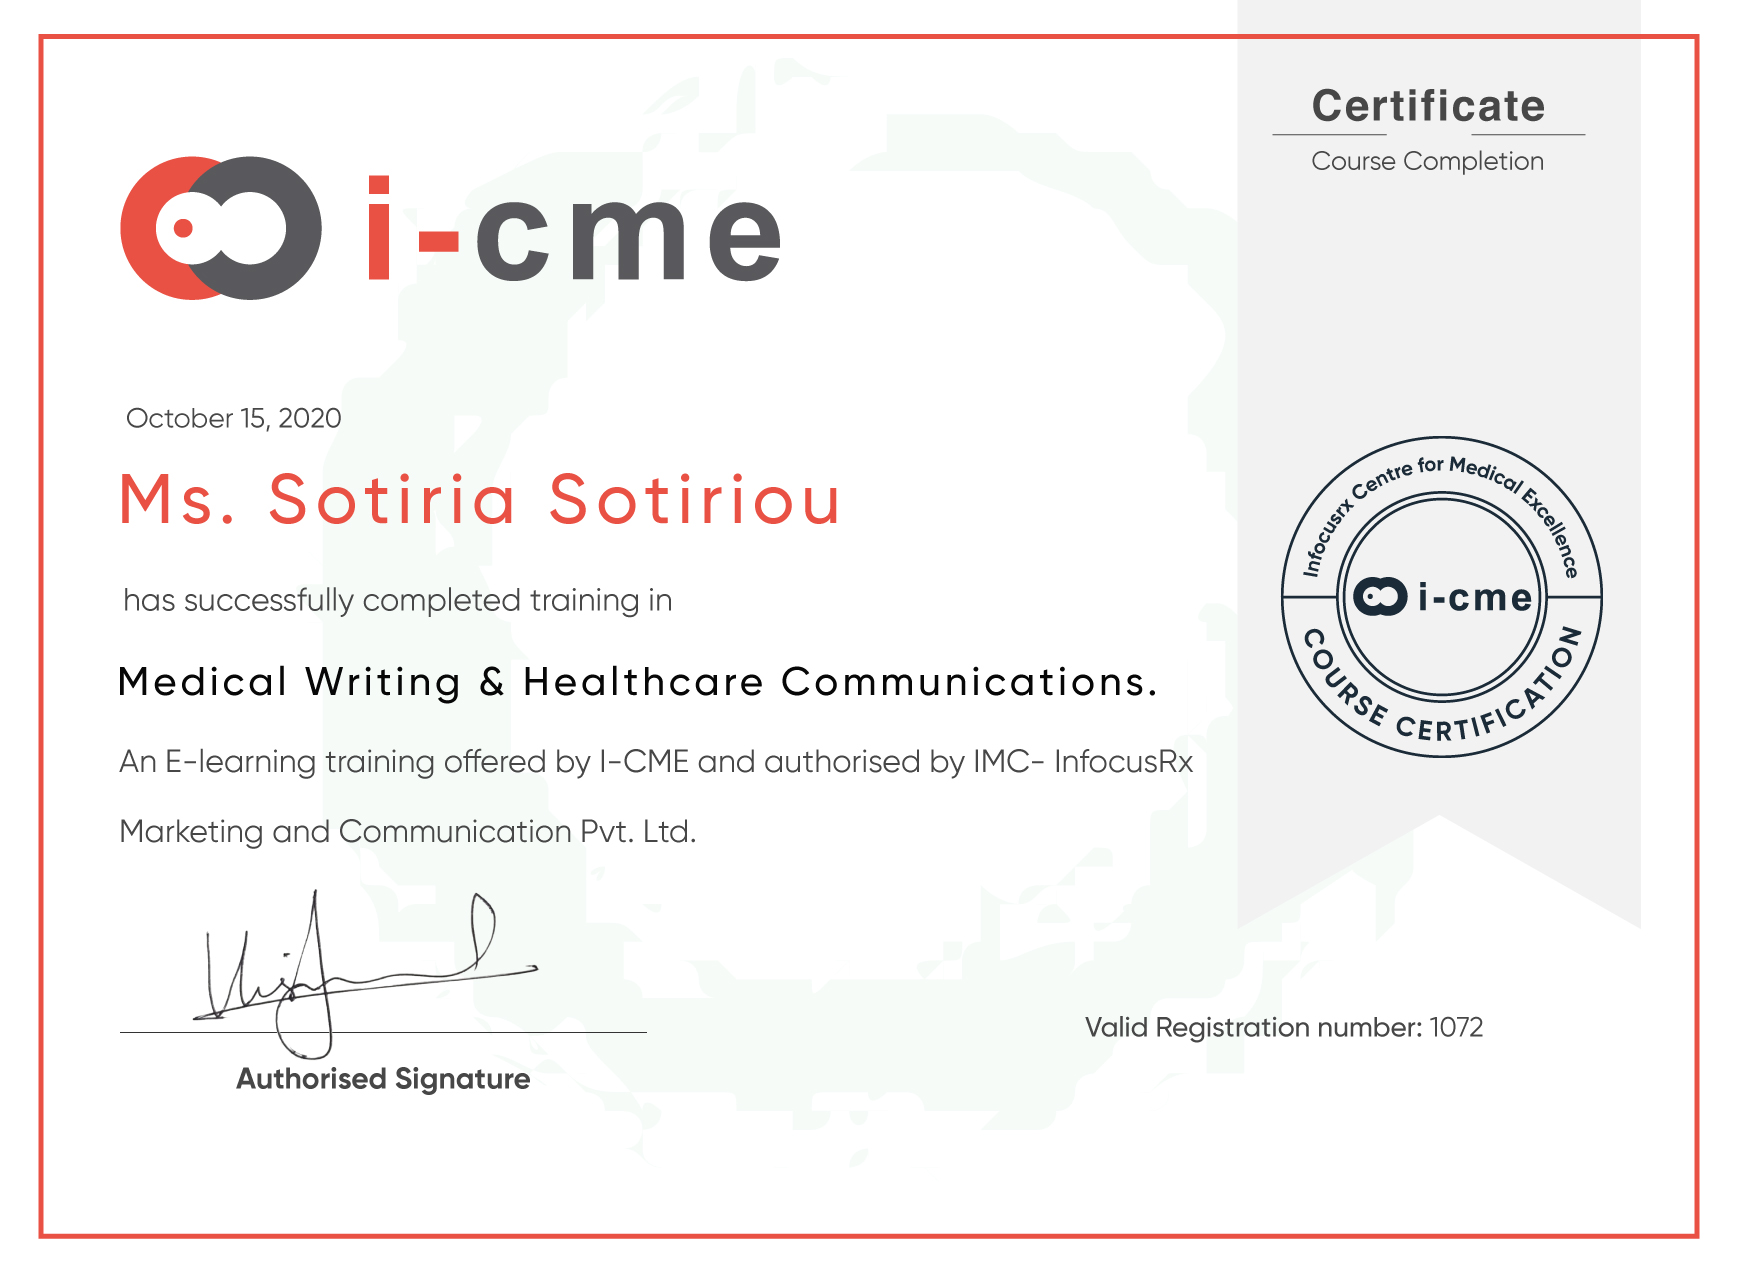 Certificate
Course Completion
i-cme
October 15, 2020
Ms. Sotiria Sotiriou
has successfully completed training in
Medical Writing & Healthcare Communications.
An E-learning training offered by I-CME and authorised by IMC- InfocusRx
Marketing and Communication Pvt. Ltd.
Infocusrx Centre for Medical Excellence
i-cme
COURSE CERTIFICATION
Valid Registration number: 1072
Authorised Signature